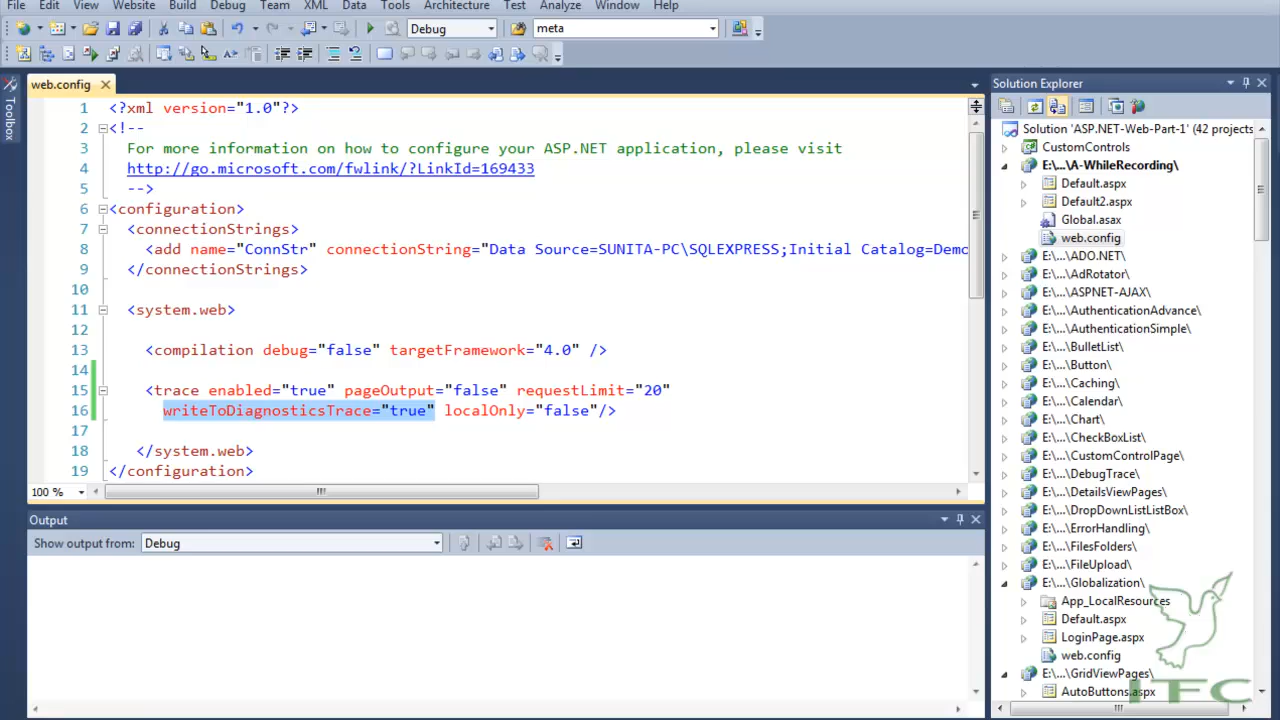 File Edit View Website Build Debug Team XML Data Tools Architecture Test Analyze Window Help
Debug meta
Toolbox
web.config
1 <?xml version="1.0"?>
2 <!--
3 For more information on how to configure your ASP.NET application, please visit
4 http://go.microsoft.com/fwlink/?LinkId=169433
5 -->
6 <configuration>
7 <connectionStrings>
8 <add name="ConnStr" connectionString="Data Source=SUNITA-PC\SQLEXPRESS;Initial Catalog=Demo
9 </connectionStrings>
10
11 <system.web>
12
13 <compilation debug="false" targetFramework="4.0" />
14
15 <trace enabled="true" pageOutput="false" requestLimit="20"
16 writeToDiagnosticsTrace="true" localOnly="false"/>
17
18 </system.web>
19 </configuration>
100 %
Output
Show output from: Debug
Solution Explorer
Solution 'ASP.NET-Web-Part-1' (42 projects
CustomControls
E:\...\A-WhileRecording\
Default.aspx
Default2.aspx
Global.asax
web.config
E:\...\ADO.NET\
E:\...\AdRotator\
E:\...\ASPNET-AJAX\
E:\...\AuthenticationAdvance\
E:\...\AuthenticationSimple\
E:\...\BulletList\
E:\...\Button\
E:\...\Caching\
E:\...\Calendar\
E:\...\Chart\
E:\...\CheckBoxList\
E:\...\CustomControlPage\
E:\...\DebugTrace\
E:\...\DetailsViewPages\
E:\...\DropDownListListBox\
E:\...\ErrorHandling\
E:\...\FilesFolders\
E:\...\FileUpload\
E:\...\Globalization\
App_LocalResources
Default.aspx
LoginPage.aspx
web.config
E:\...\GridViewPages\
AutoButtons.aspx
ITFC